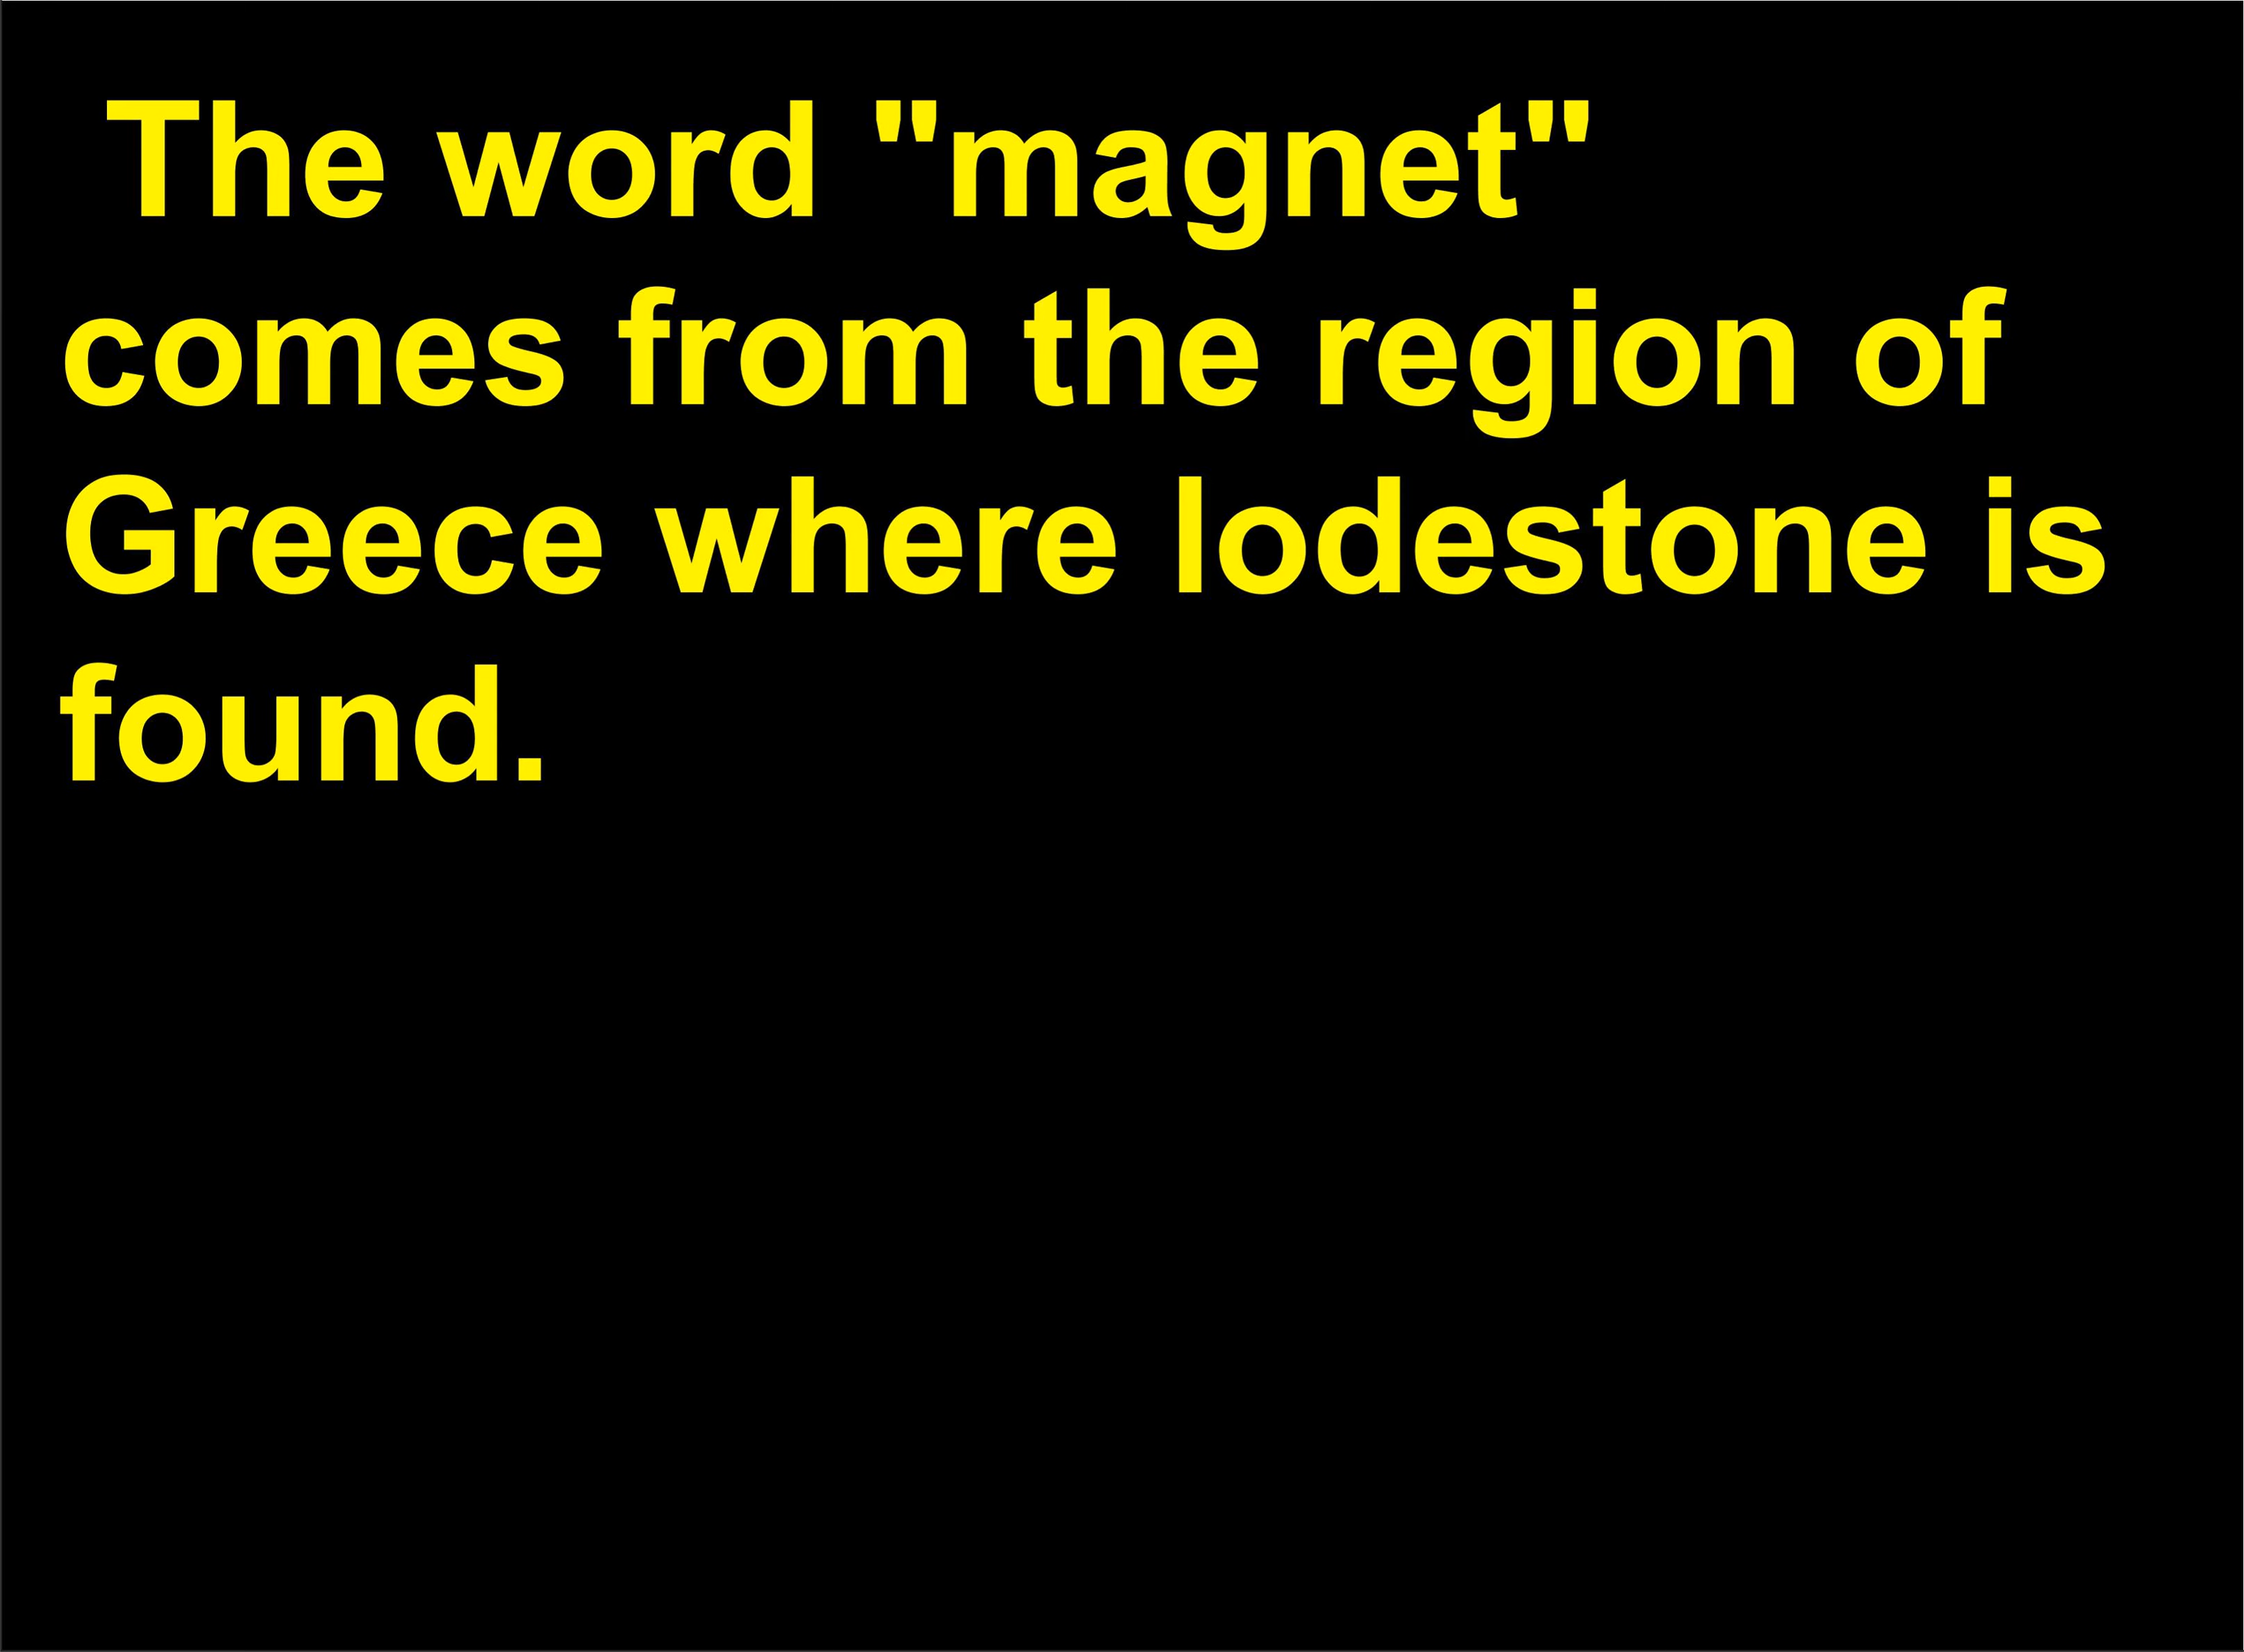 The word "magnet"
comes from the region of
Greece where lodestone is
found.